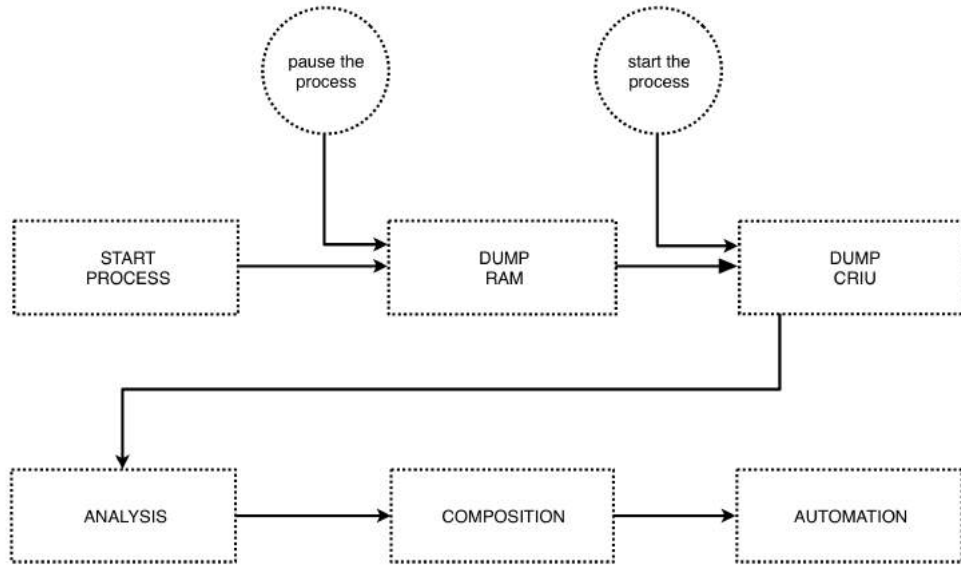 pause the
process
start the
process
START
PROCESS
DUMP
RAM
DUMP
CRIU
ANALYSIS
COMPOSITION
AUTOMATION